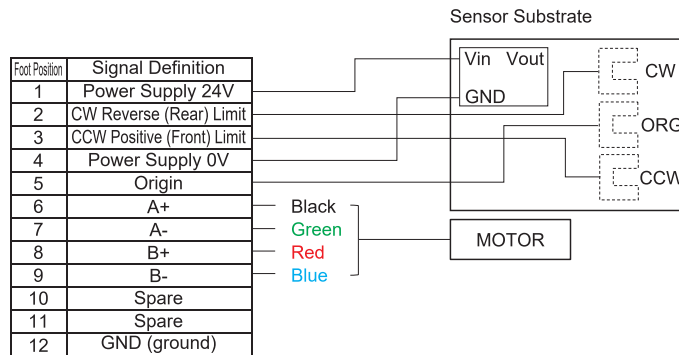 Sensor Substrate
Foot Position Signal Definition
1 Power Supply 24V
2 CW Reverse (Rear) Limit
3 CCW Positive (Front) Limit
4 Power Supply 0V
5 Origin
6 A+ Black
7 A- Green
8 B+ Red
9 B- Blue
10 Spare
11 Spare
12 GND (ground)
Vin Vout
GND
CW
ORG
CCW
MOTOR